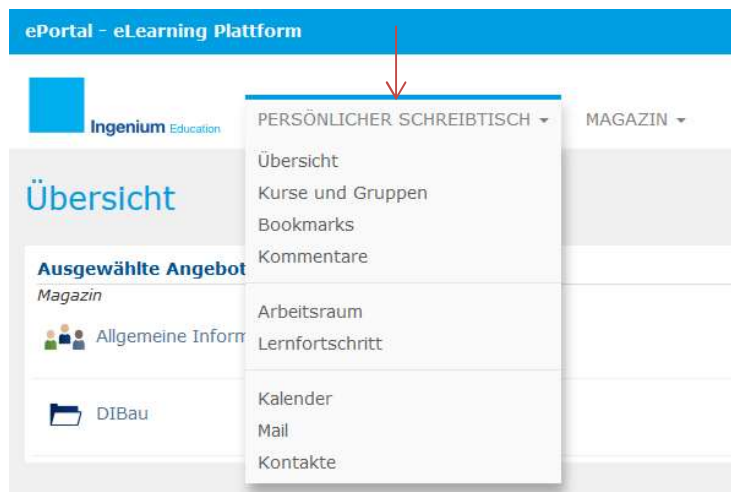 ePortal - eLearning Plattform
Ingenium Education
PERSÖNLICHER SCHREIBTISCH
MAGAZIN
Übersicht
Kurse und Gruppen
Bookmarks
Kommentare
Arbeitsraum
Lernfortschritt
Kalender
Mail
Kontakte
Übersicht
Ausgewählte Angebot
Magazin
Allgemeine Inform
DIBau